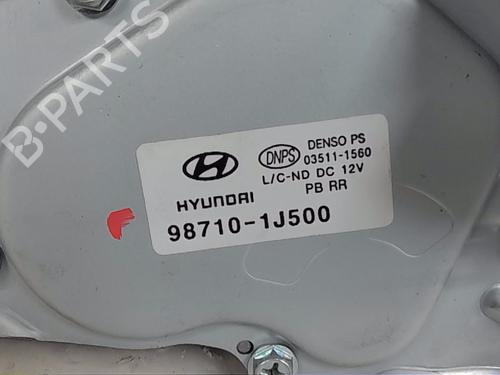 B-PARTS
HYUNDAI
DNPS
DENSO PS
03511-1560
L/C-ND DC 12V
PB RR
98710-1J500